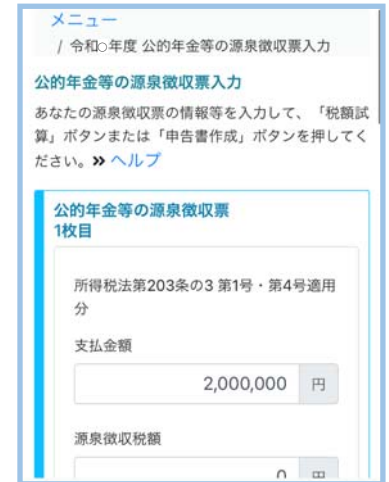 メニュー
/ 令和○年度 公的年金等の源泉徴収票入力
公的年金等の源泉徴収票入力
あなたの源泉徴収票の情報等を入力して、「税額試
算」ボタンまたは「申告書作成」ボタンを押してく
ださい。» ヘルプ
公的年金等の源泉徴収票
1枚目
所得税法第203条の3 第1号・第4号適用
分
支払金額
2,000,000 円
源泉徴収税額
0 円